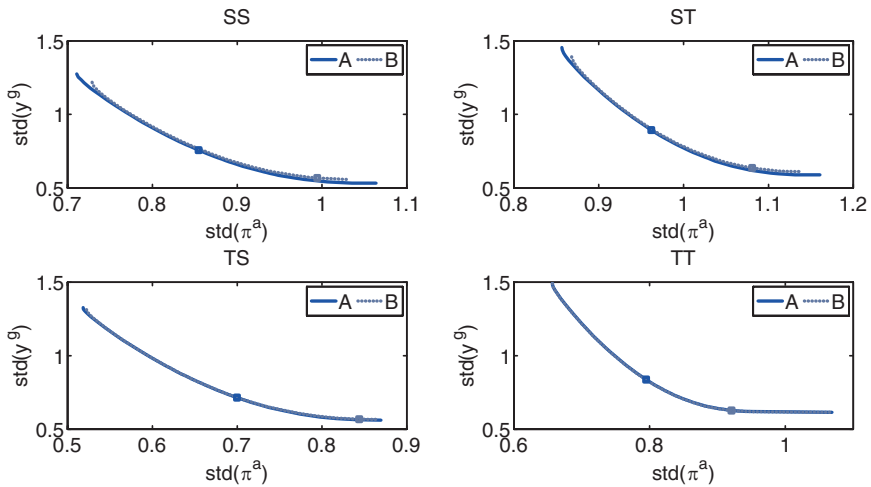 SS
1.5
1
0.5
std(y^g)
A B
0.7 0.8 0.9 1 1.1
std(π^a)
ST
1.5
1
0.5
std(y^g)
A B
0.8 0.9 1 1.1 1.2
std(π^a)
TS
1.5
1
0.5
std(y^g)
A B
0.5 0.6 0.7 0.8 0.9
std(π^a)
TT
1.5
1
0.5
std(y^g)
A B
0.6 0.8 1
std(π^a)